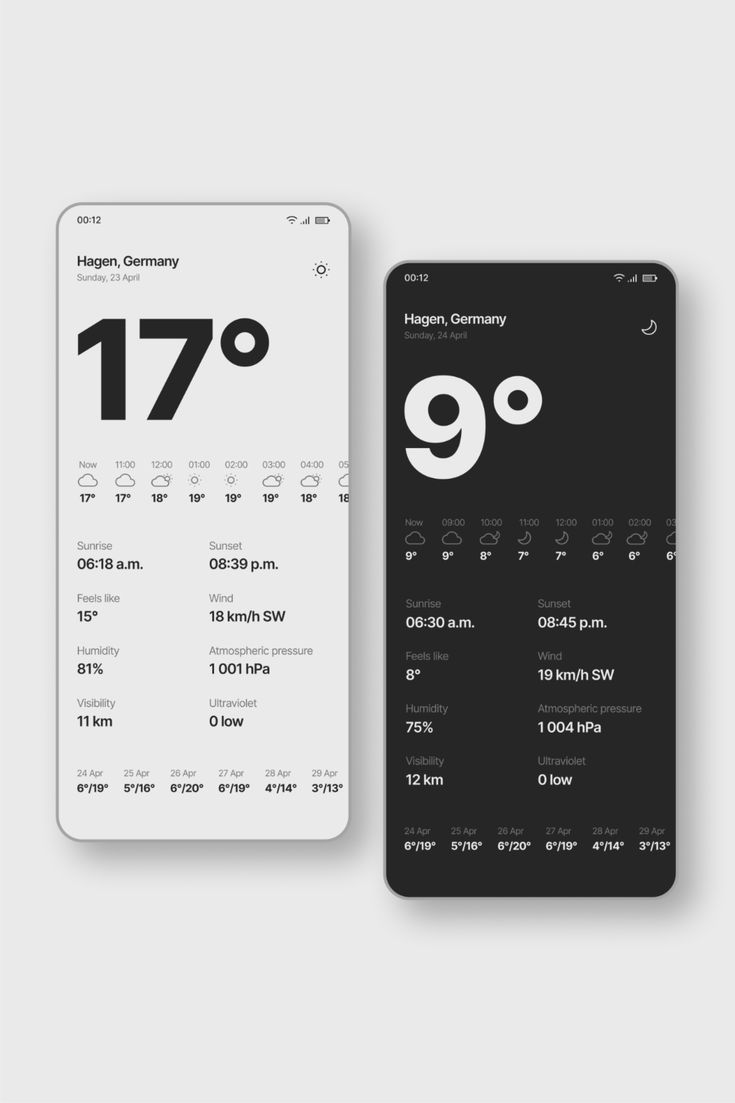 00:12
Hagen, Germany
Sunday, 23 April
17°
Now 11:00 12:00 01:00 02:00 03:00 04:00 05
17° 17° 18° 19° 19° 19° 18° 18
Sunrise Sunset
06:18 a.m. 08:39 p.m.
Feels like Wind
15° 18 km/h SW
Humidity Atmospheric pressure
81% 1 001 hPa
Visibility Ultraviolet
11 km 0 low
24 Apr 25 Apr 26 Apr 27 Apr 28 Apr 29 Apr
6°/19° 5°/16° 6°/20° 6°/19° 4°/14° 3°/13°
00:12
Hagen, Germany
Sunday, 24 April
9°
Now 09:00 10:00 11:00 12:00 01:00 02:00 03
9° 9° 8° 7° 7° 6° 6° 6°
Sunrise Sunset
06:30 a.m. 08:45 p.m.
Feels like Wind
8° 19 km/h SW
Humidity Atmospheric pressure
75% 1 004 hPa
Visibility Ultraviolet
12 km 0 low
24 Apr 25 Apr 26 Apr 27 Apr 28 Apr 29 Apr
6°/19° 5°/16° 6°/20° 6°/19° 4°/14° 3°/13°